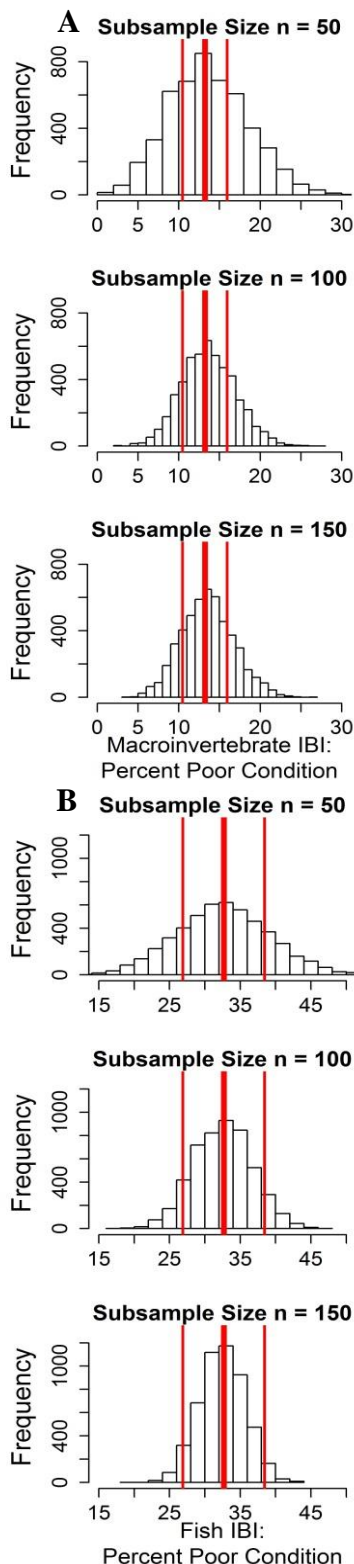 A
Subsample Size n = 50
Frequency
0 400 800
0 10 20 30
Subsample Size n = 100
Frequency
0 400 800
0 10 20 30
Subsample Size n = 150
Frequency
0 400 800
0 10 20 30
Macroinvertebrate IBI:
Percent Poor Condition
B
Subsample Size n = 50
Frequency
0 400 1000
15 25 35 45
Subsample Size n = 100
Frequency
0 400 1000
15 25 35 45
Subsample Size n = 150
Frequency
0 400 1000
15 25 35 45
Fish IBI:
Percent Poor Condition